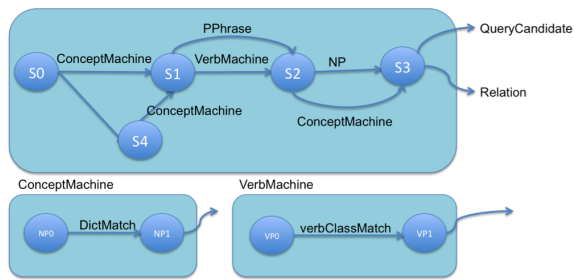 PPhrase
QueryCandidate
ConceptMachine
VerbMachine
NP
S0
S1
S2
S3
Relation
ConceptMachine
ConceptMachine
S4
ConceptMachine
VerbMachine
DictMatch
NP0
NP1
verbClassMatch
VP0
VP1